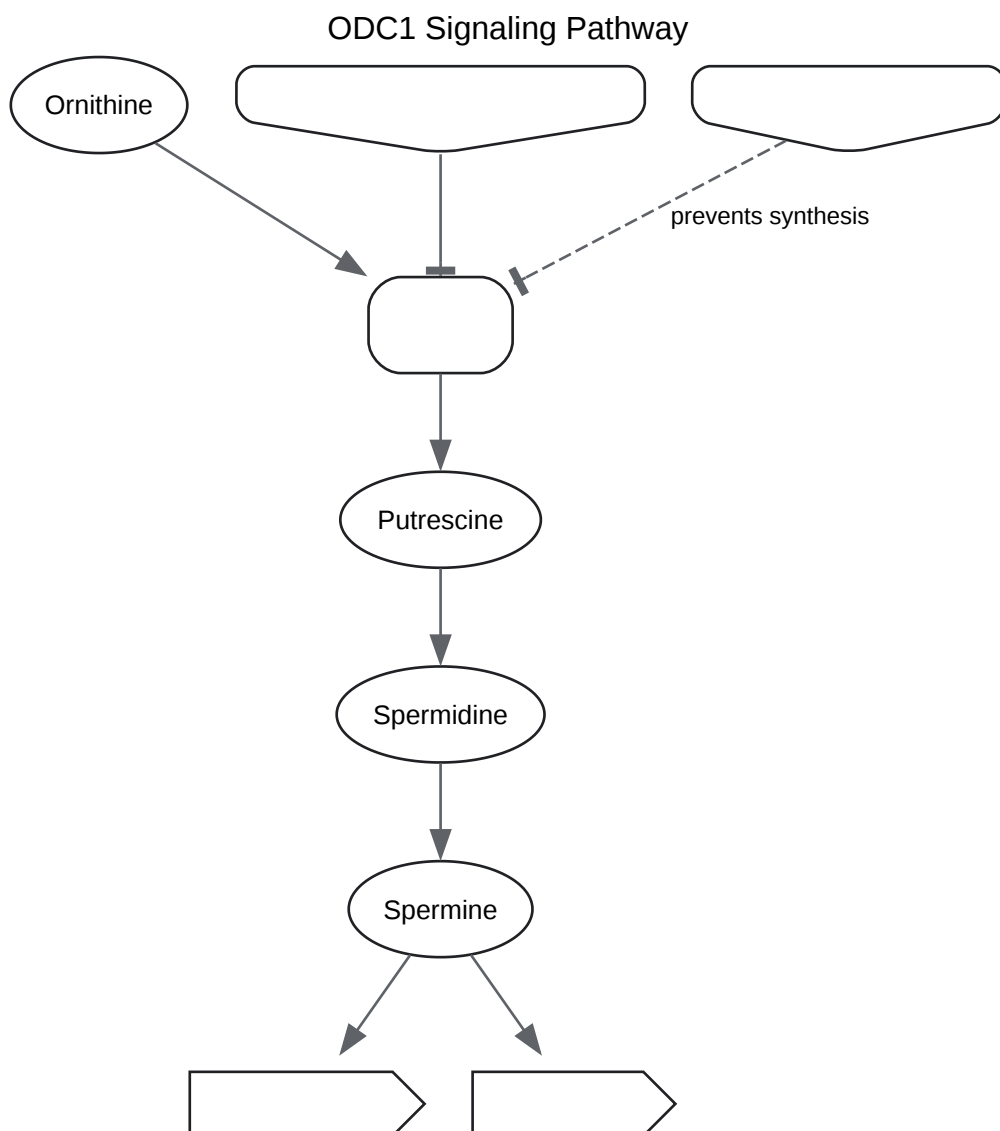 ODC1 Signaling Pathway
Ornithine
prevents synthesis
Putrescine
Spermidine
Spermine